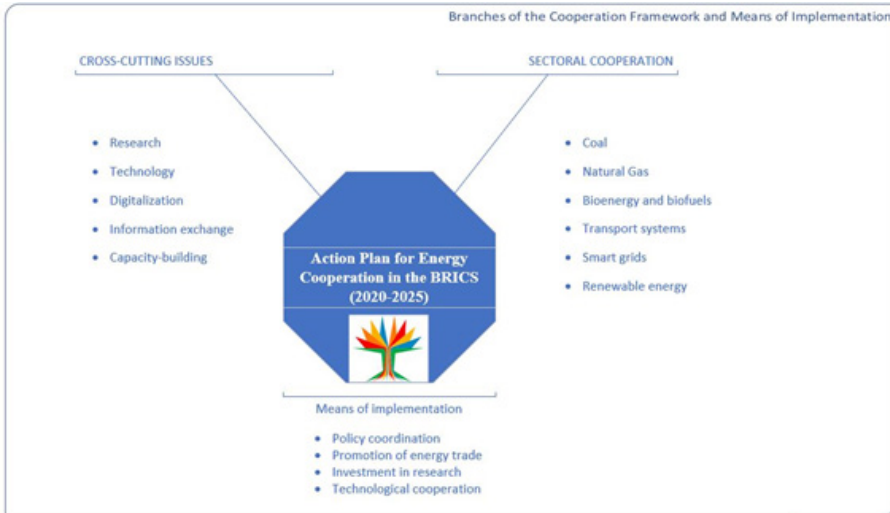 Branches of the Cooperation Framework and Means of Implementation
CROSS-CUTTING ISSUES
SECTORAL COOPERATION
• Research
• Technology
• Digitalization
• Information exchange
• Capacity-building
• Coal
• Natural Gas
• Bioenergy and biofuels
• Transport systems
• Smart grids
• Renewable energy
Action Plan for Energy
Cooperation in the BRICS
(2020-2025)
Means of implementation
• Policy coordination
• Promotion of energy trade
• Investment in research
• Technological cooperation